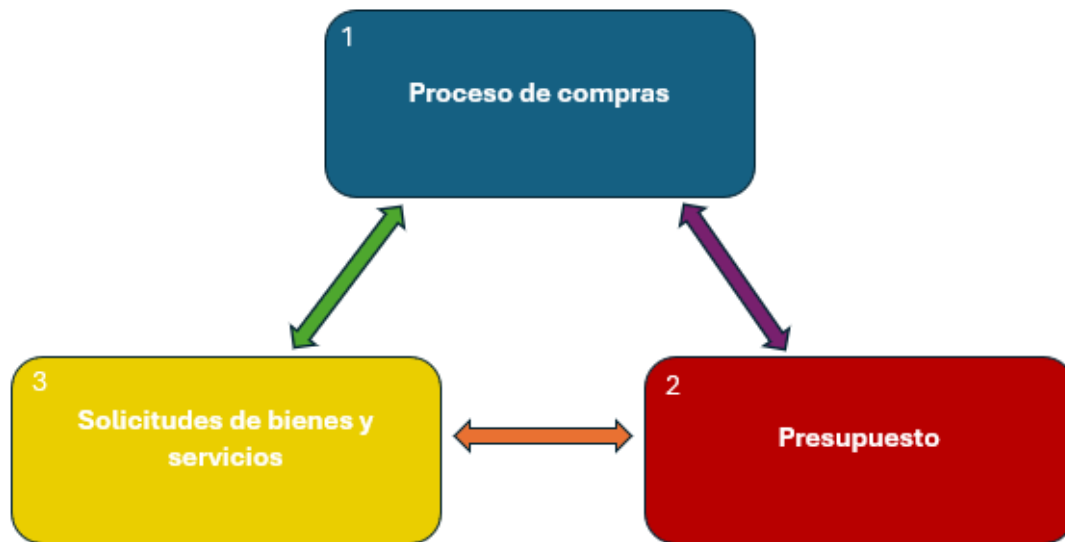 1
Proceso de compras
3
Solicitudes de bienes y
servicios
2
Presupuesto